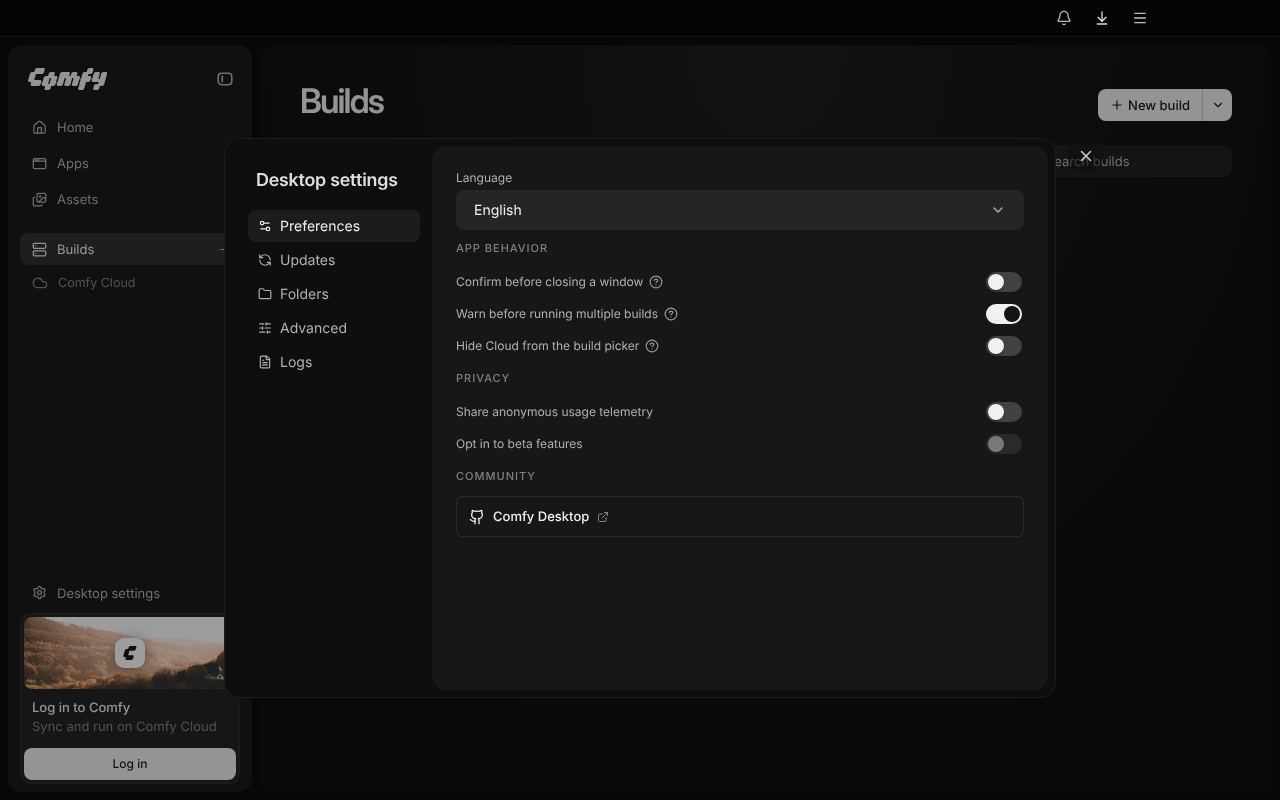 Comfy
Home
Apps
Assets
Builds
Comfy Cloud
Desktop settings
Log in to Comfy
Sync and run on Comfy Cloud
Log in
Builds
New build
earch builds
Desktop settings
Preferences
Updates
Folders
Advanced
Logs
Language
English
APP BEHAVIOR
Confirm before closing a window
Warn before running multiple builds
Hide Cloud from the build picker
PRIVACY
Share anonymous usage telemetry
Opt in to beta features
COMMUNITY
Comfy Desktop